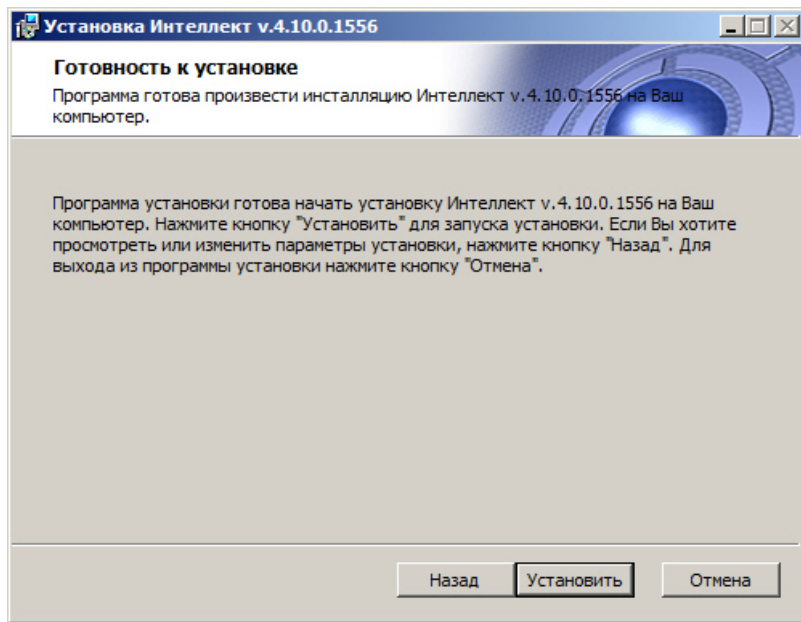 Установка Интеллект v.4.10.0.1556
Готовность к установке
Программа готова произвести инсталляцию Интеллект v.4.10.0.1556 на Ваш
компьютер.
Программа установки готова начать установку Интеллект v.4.10.0.1556 на Ваш
компьютер. Нажмите кнопку "Установить" для запуска установки. Если Вы хотите
просмотреть или изменить параметры установки, нажмите кнопку "Назад". Для
выхода из программы установки нажмите кнопку "Отмена".
Назад Установить Отмена